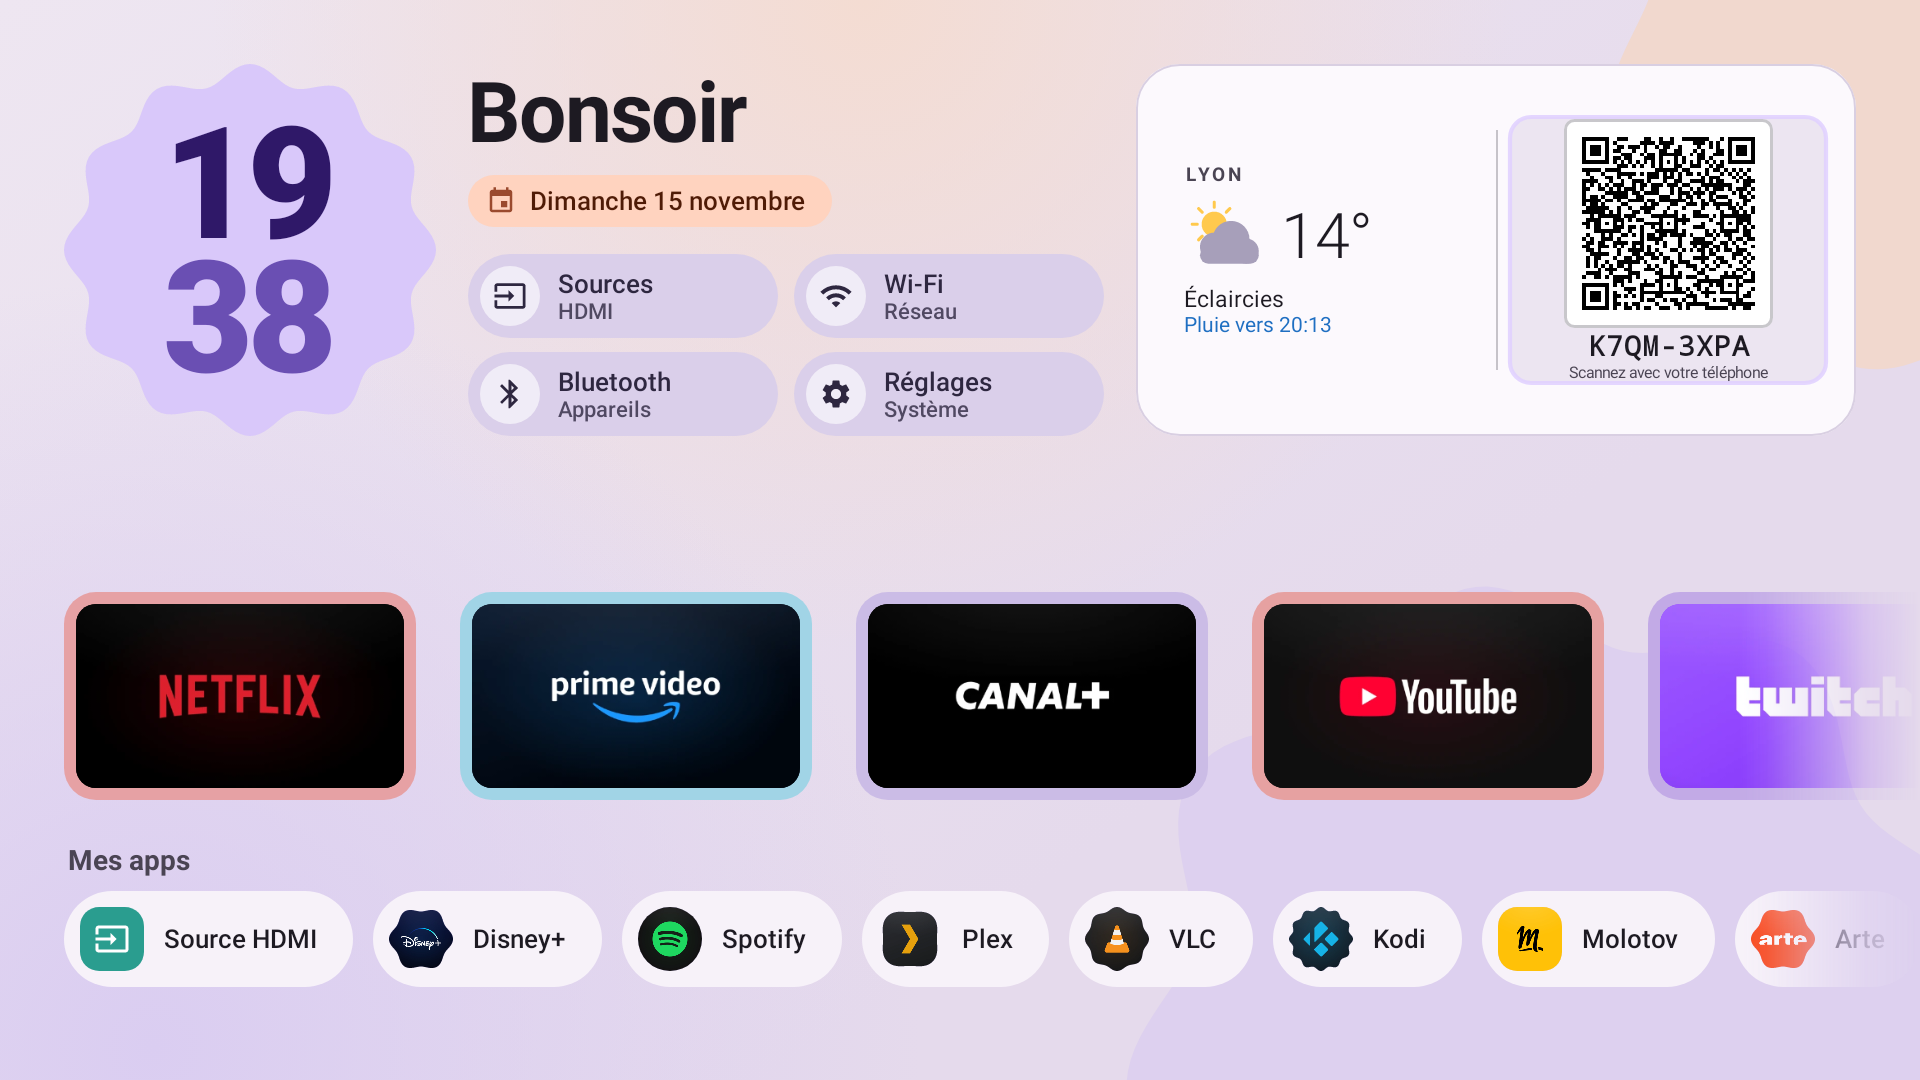 19
38
Bonsoir
Dimanche 15 novembre
Sources
HDMI
Wi-Fi
Réseau
Bluetooth
Appareils
Réglages
Système
LYON
14°
Éclaircies
Pluie vers 20:13
K7QM-3XPA
Scannez avec votre téléphone
NETFLIX
prime video
CANAL+
YouTube
twitch
Mes apps
Source HDMI
Disney+
Disney+
Spotify
Plex
VLC
Kodi
M
Molotov
arte
Arte